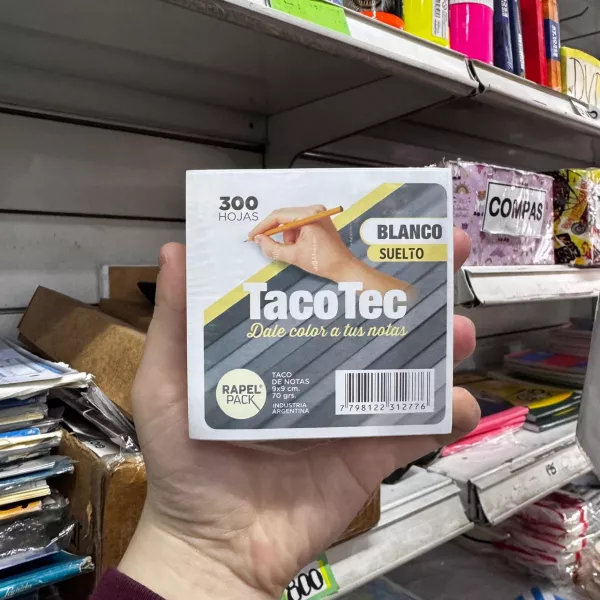 300
HOJAS
BLANCO
SUELTO
TacoTec
Dale color a tus notas
RAPEL®
PACK
TACO
DE NOTAS
9x9 cm.
70 grs.
INDUSTRIA
ARGENTINA
7 798122 312776
COMPAS